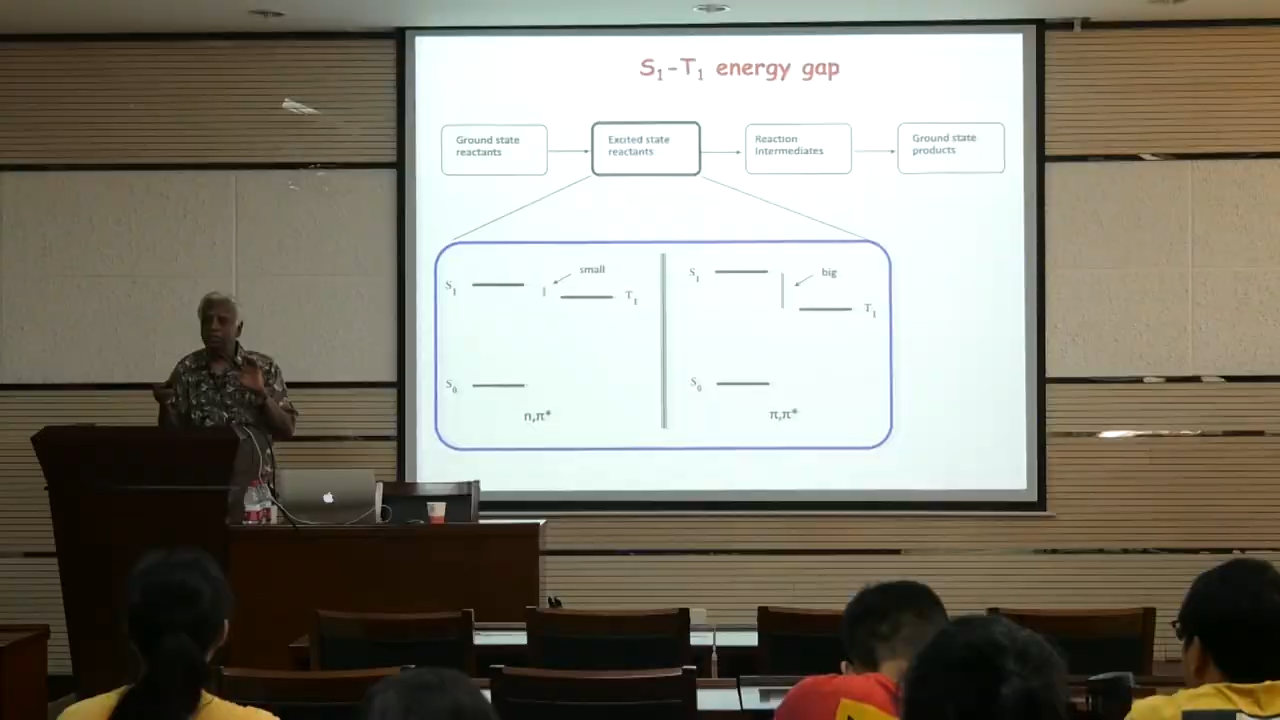 S₁-T₁ energy gap
Ground state
reactants
Excited state
reactants
Reaction
Intermediates
Ground state
products
S₁
small
T₁
S₀
n,π*
S₁
big
T₁
S₀
π,π*